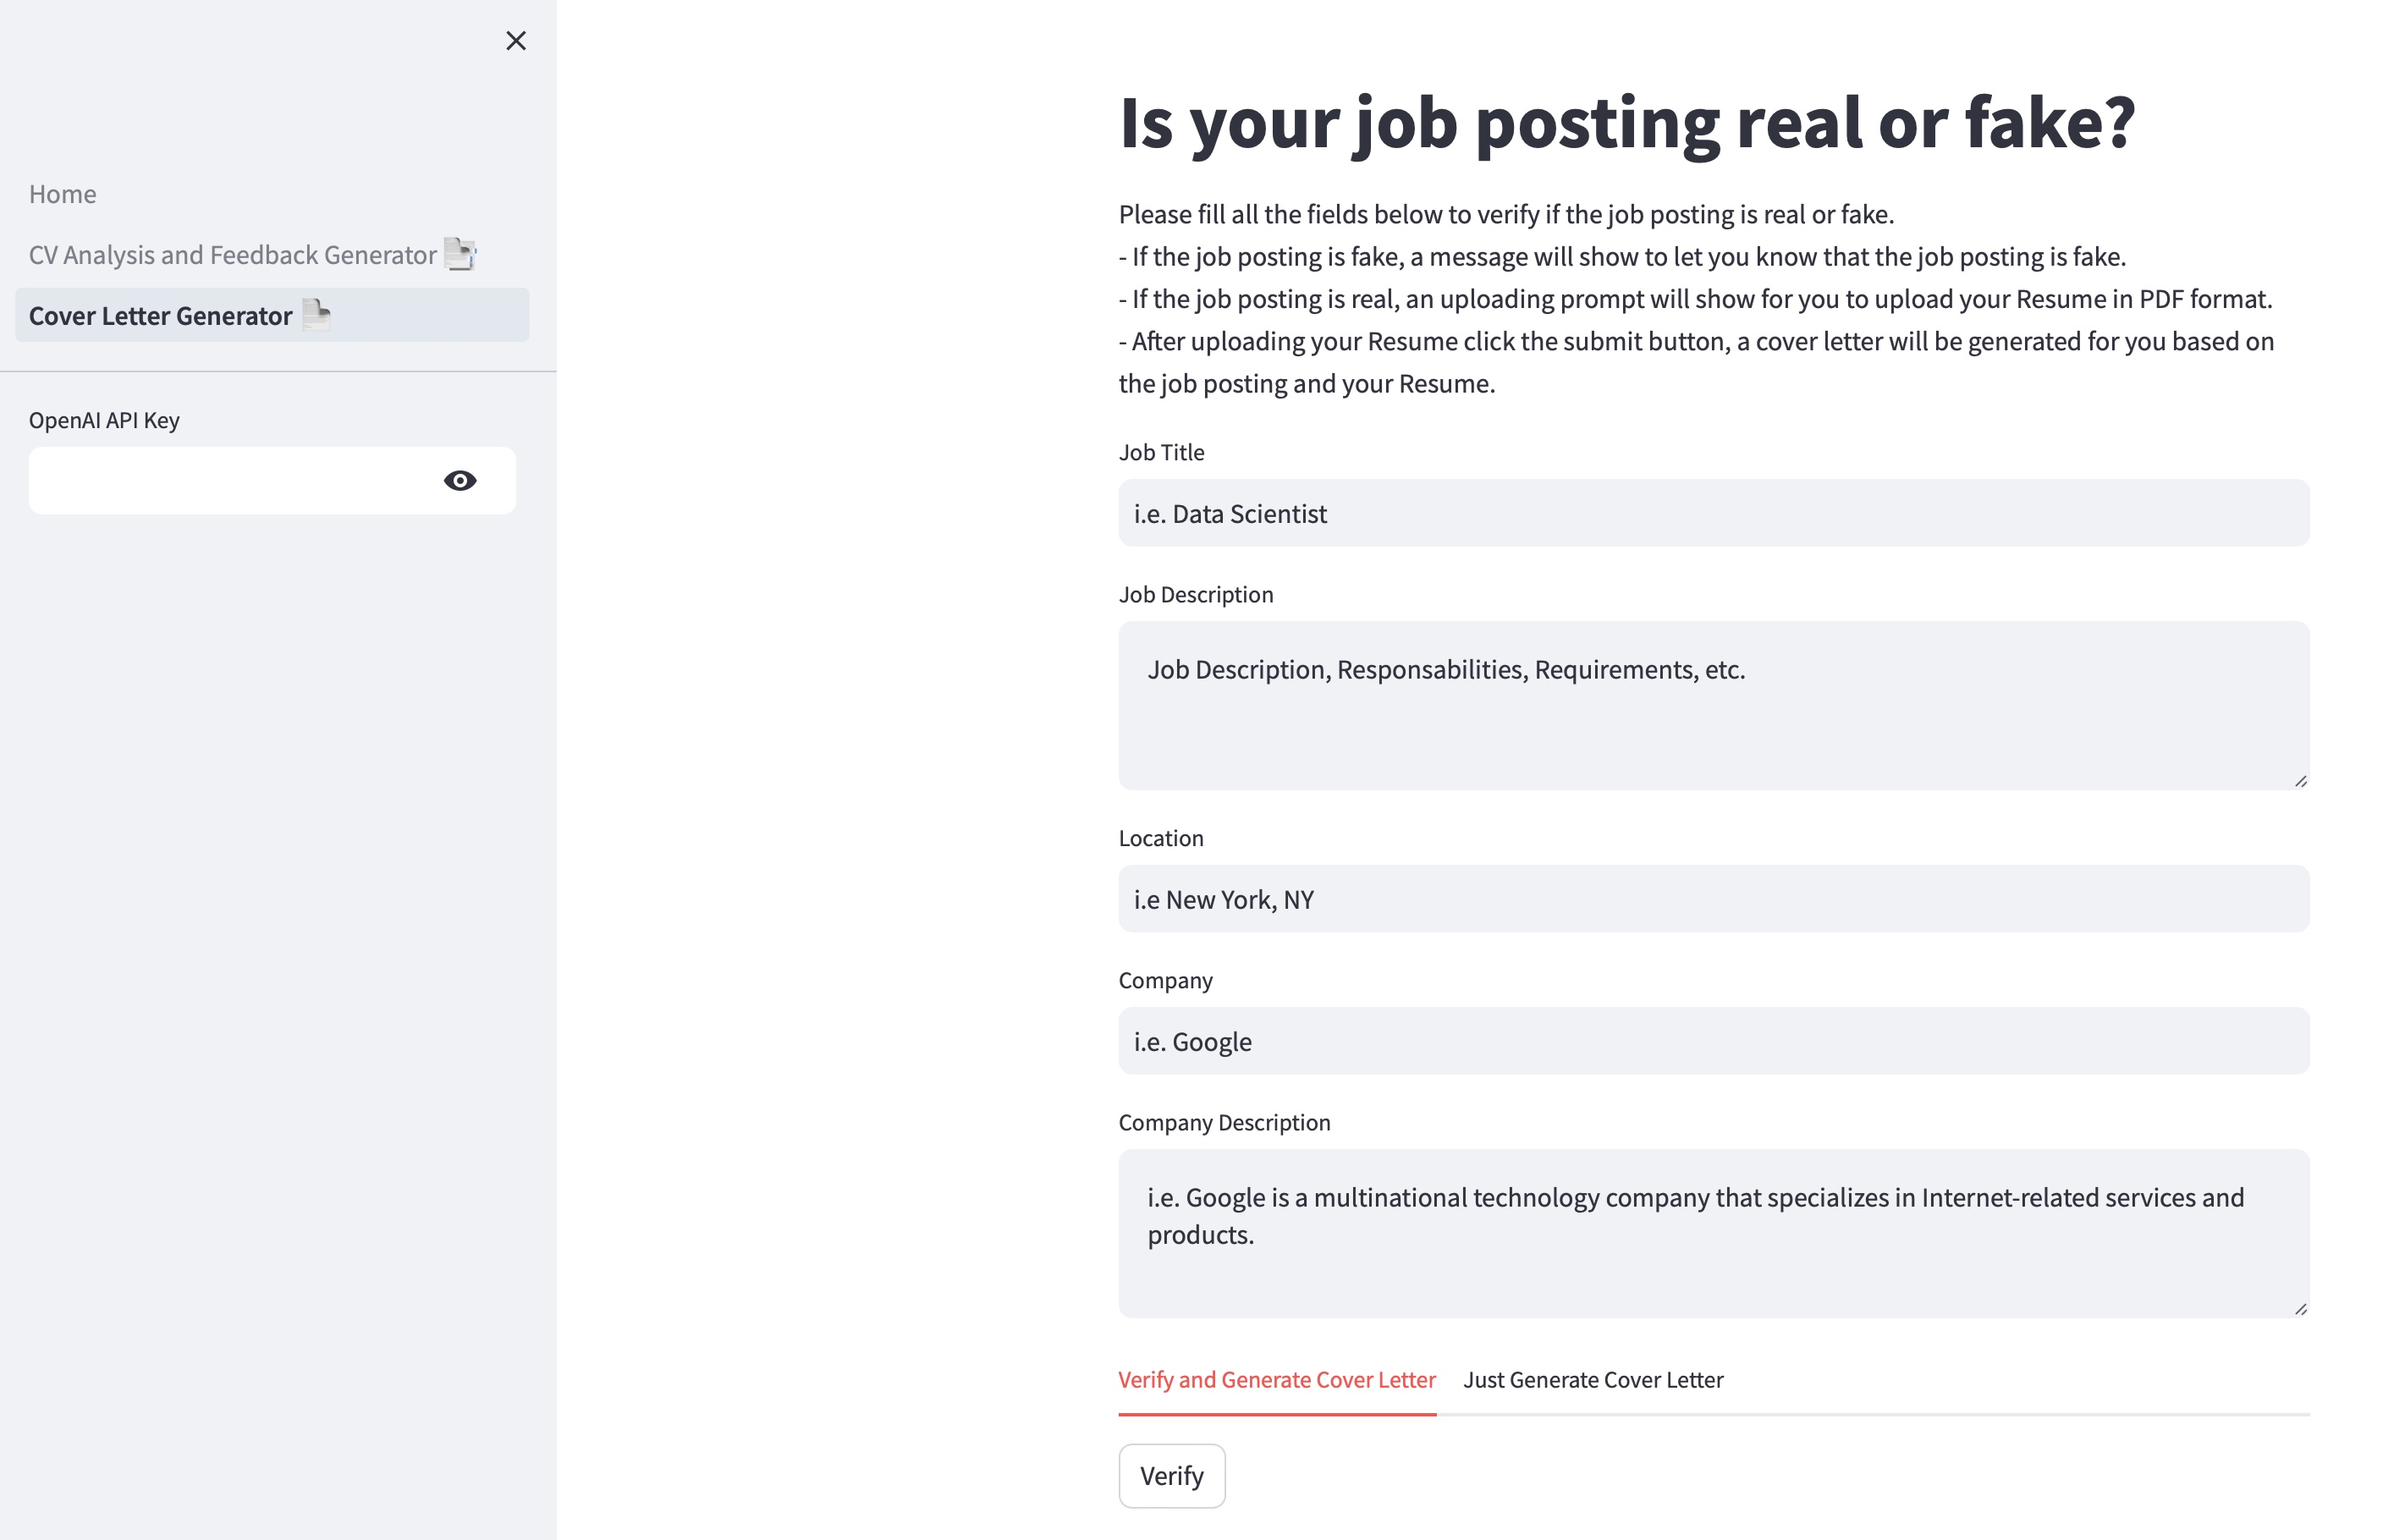 Home
CV Analysis and Feedback Generator
Cover Letter Generator
OpenAI API Key
Is your job posting real or fake?
Please fill all the fields below to verify if the job posting is real or fake.
- If the job posting is fake, a message will show to let you know that the job posting is fake.
- If the job posting is real, an uploading prompt will show for you to upload your Resume in PDF format.
- After uploading your Resume click the submit button, a cover letter will be generated for you based on
the job posting and your Resume.
Job Title
i.e. Data Scientist
Job Description
Job Description, Responsabilities, Requirements, etc.
Location
i.e New York, NY
Company
i.e. Google
Company Description
i.e. Google is a multinational technology company that specializes in Internet-related services and
products.
Verify and Generate Cover Letter
Just Generate Cover Letter
Verify